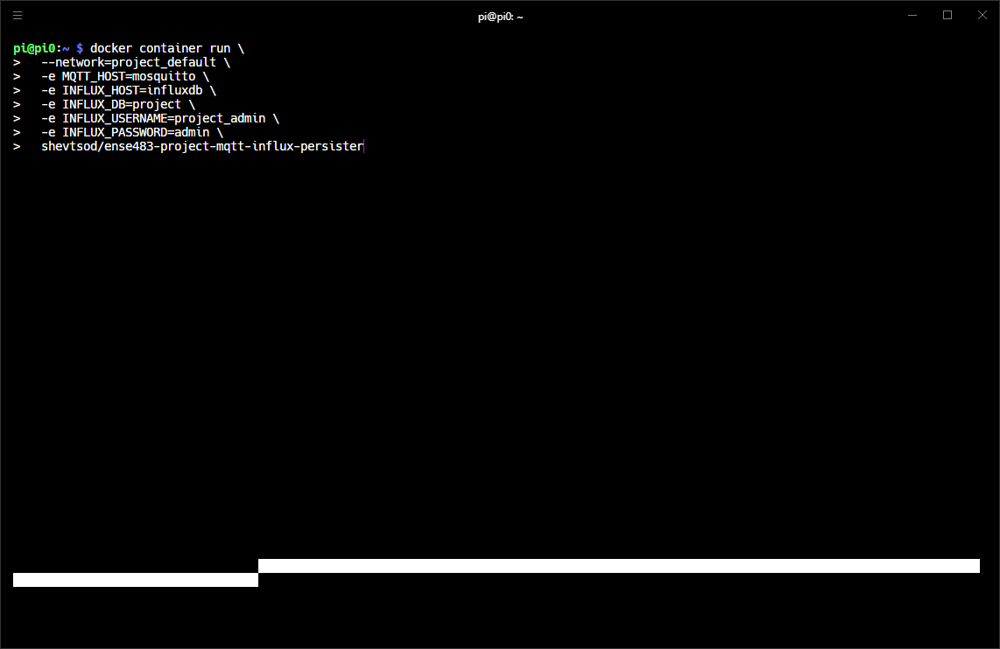 pi@pi0: ~
pi@pi0:~ $ docker container run \
>   --network=project_default \
>   -e MQTT_HOST=mosquitto \
>   -e INFLUX_HOST=influxdb \
>   -e INFLUX_DB=project \
>   -e INFLUX_USERNAME=project_admin \
>   -e INFLUX_PASSWORD=admin \
>   shevtsod/ense483-project-mqtt-influx-persister